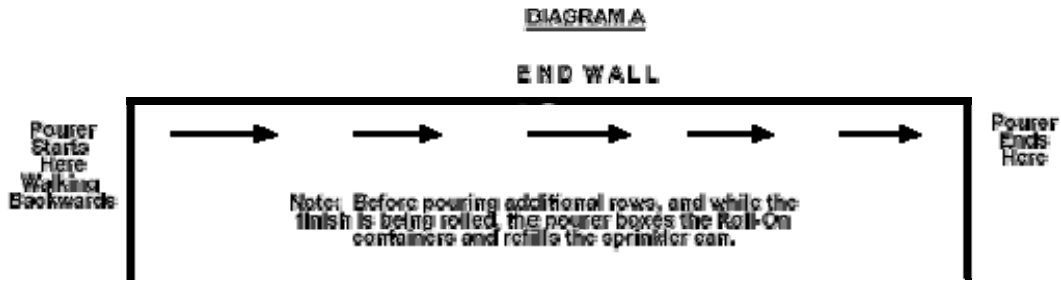 DIAGRAM A
END WALL
Pourer
Starts
Here
Walking
Backwards
Pourer
Ends
Here
Note: Before pouring additional rows, and while the
finish is being rolled, the pourer boxes the Roll-On
containers and refills the sprinkler can.